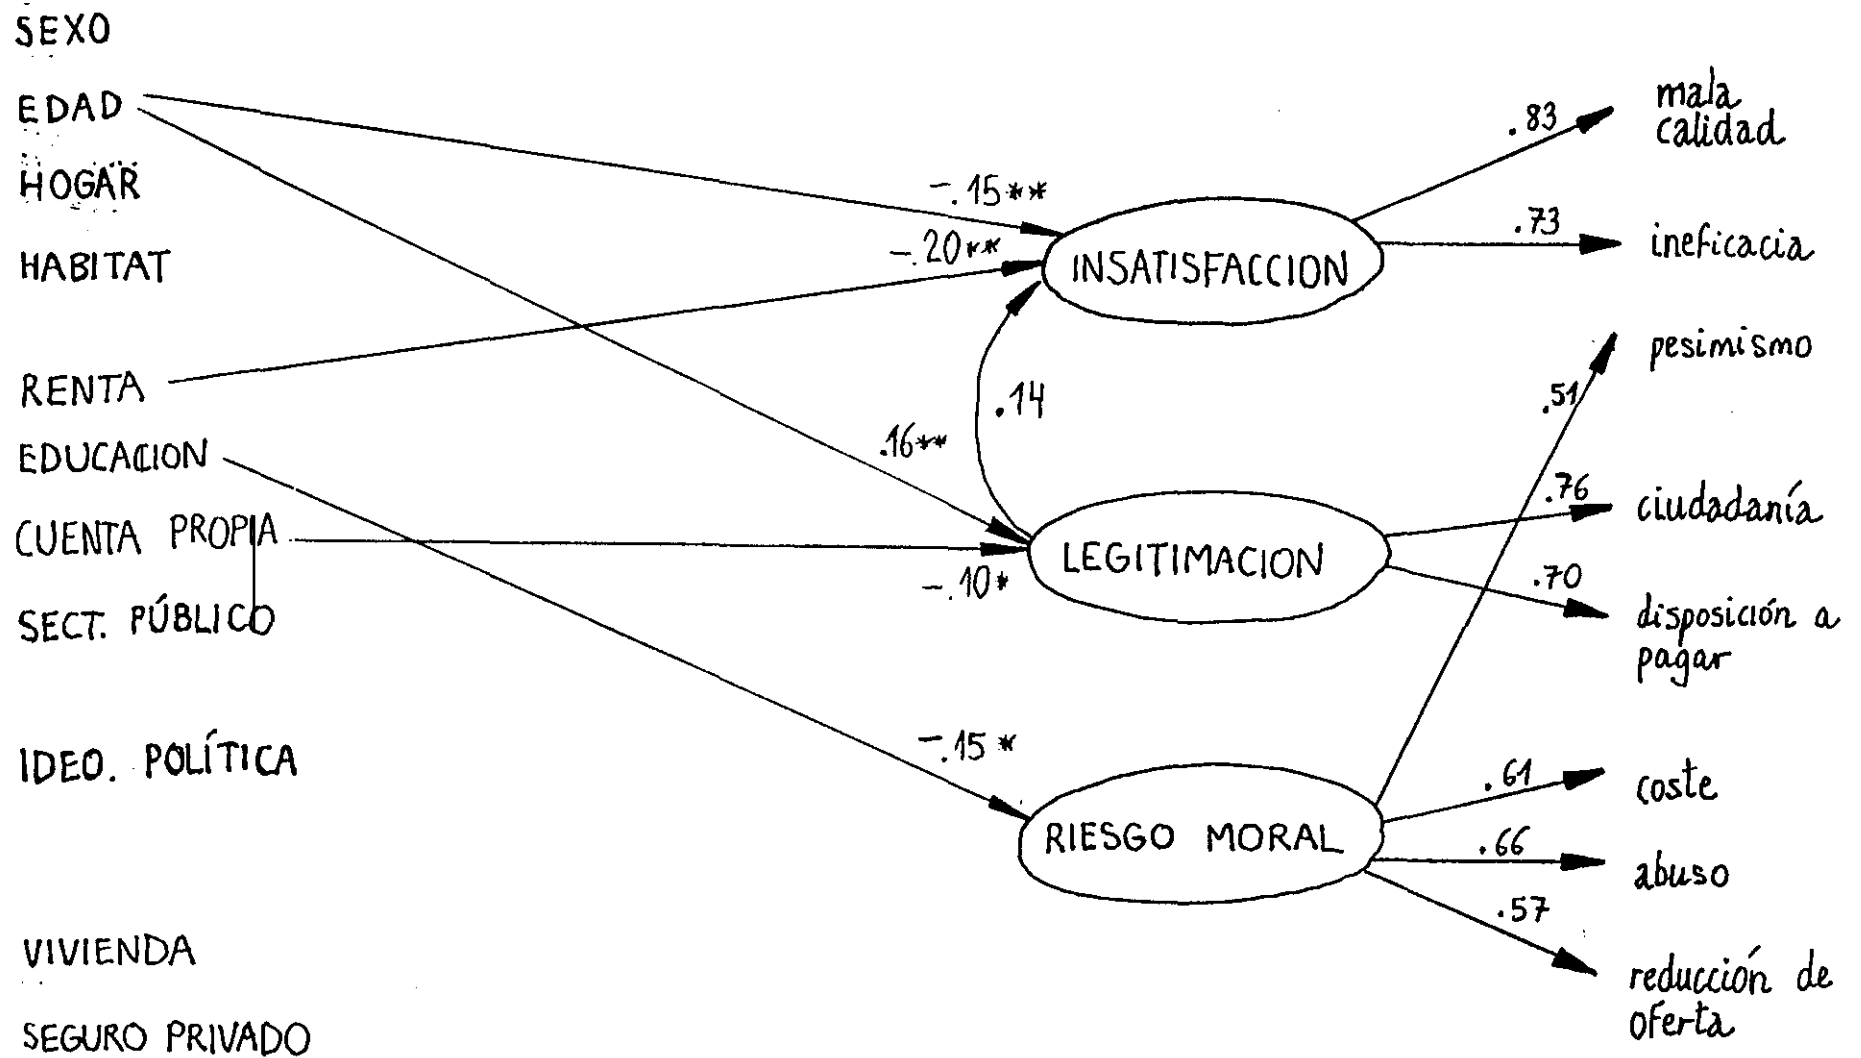 SEXO
EDAD
HOGAR
HABITAT
RENTA
EDUCACION
CUENTA PROPIA
SECT. PÚBLICO
IDEO. POLÍTICA
VIVIENDA
SEGURO PRIVADO
-.15**
-.20**
.14
.16**
-.10*
-.15*
INSATISFACCION
LEGITIMACION
RIESGO MORAL
.83
.73
.51
.76
.70
.61
.66
.57
mala
calidad
ineficacia
pesimismo
ciudadanía
disposición a
pagar
coste
abuso
reducción de
oferta